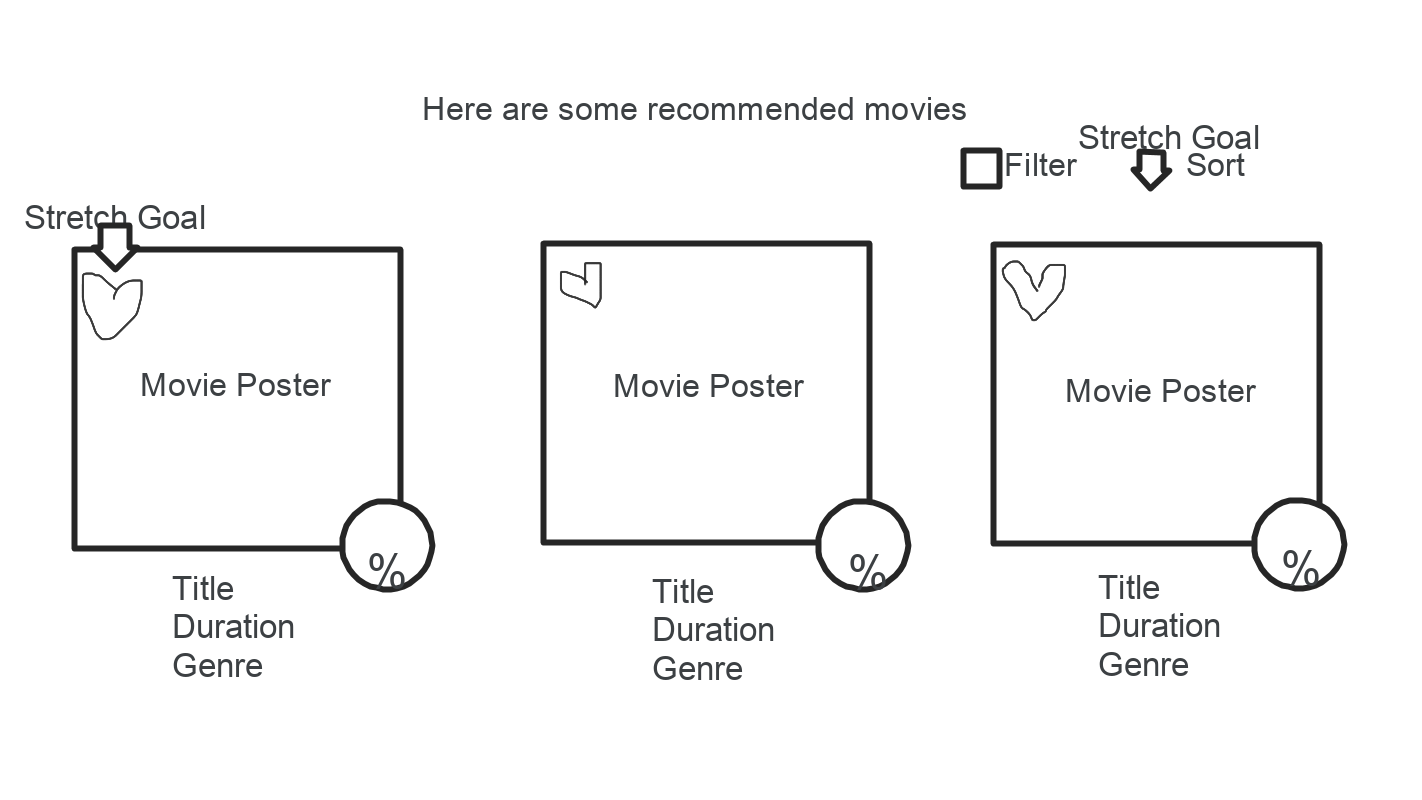 Here are some recommended movies
Stretch Goal
Filter
Sort
Stretch Goal
Movie Poster
%
Title
Duration
Genre
Movie Poster
%
Title
Duration
Genre
Movie Poster
%
Title
Duration
Genre